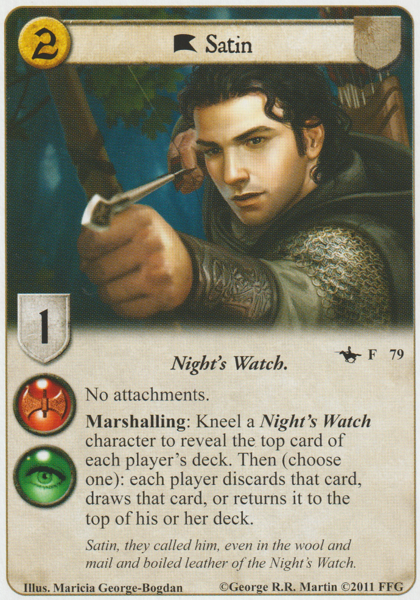 2
Satin
1
Night's Watch.
F 79
No attachments.
Marshalling: Kneel a Night's Watch
character to reveal the top card of
each player's deck. Then (choose
one): each player discards that card,
draws that card, or returns it to the
top of his or her deck.
Satin, they called him, even in the wool and
mail and boiled leather of the Night's Watch.
Illus. Maricia George-Bogdan ©George R.R. Martin ©2011 FFG